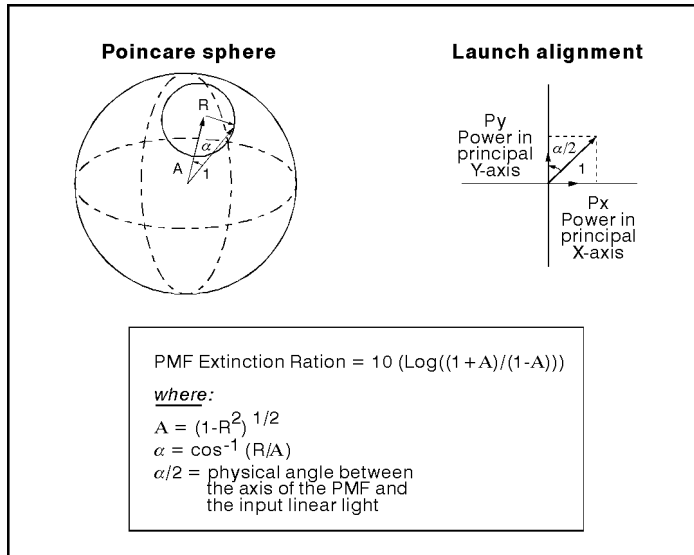 Poincare sphere
Launch alignment
R
α
A
1
Py
Power in
principal
Y-axis
α/2
1
Px
Power in
principal
X-axis
PMF Extinction Ration = 10 (Log((1+A)/(1-A)))
where:
A = (1-R²) 1/2
α = cos⁻¹ (R/A)
α/2 = physical angle between
the axis of the PMF and
the input linear light